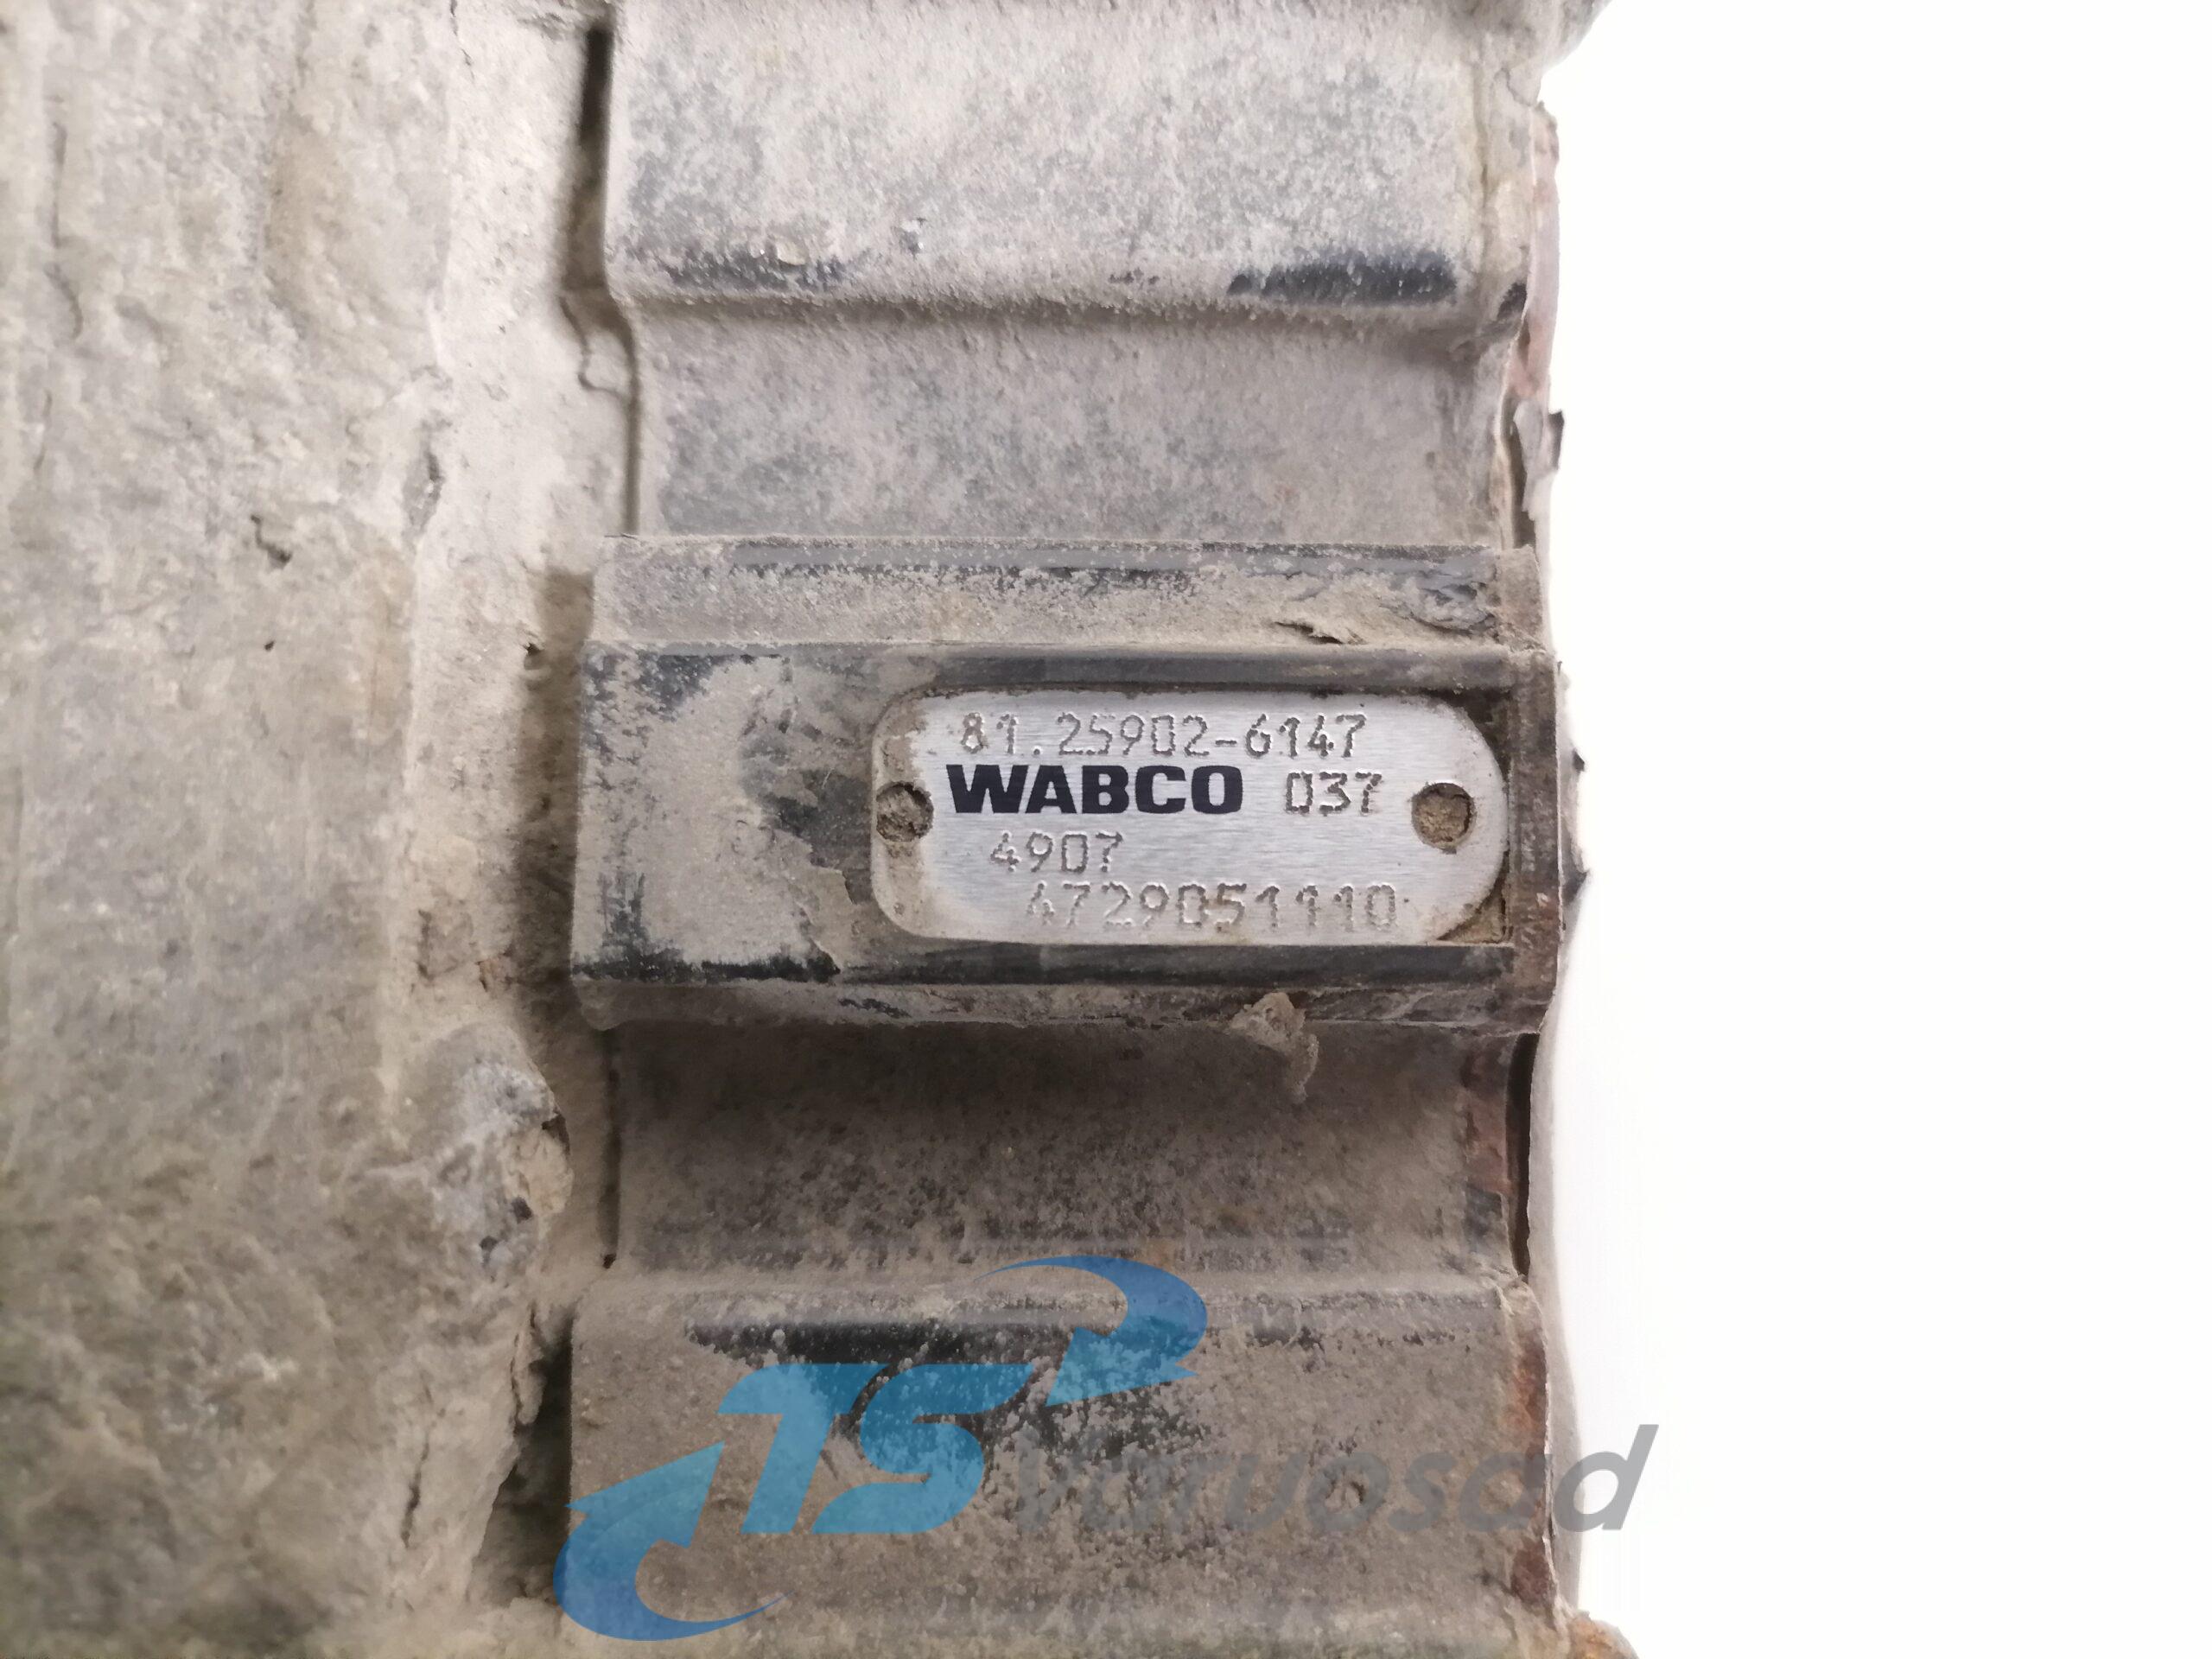 81.25902-6147
WABCO 037
4907
4729051110
TS Varuosad